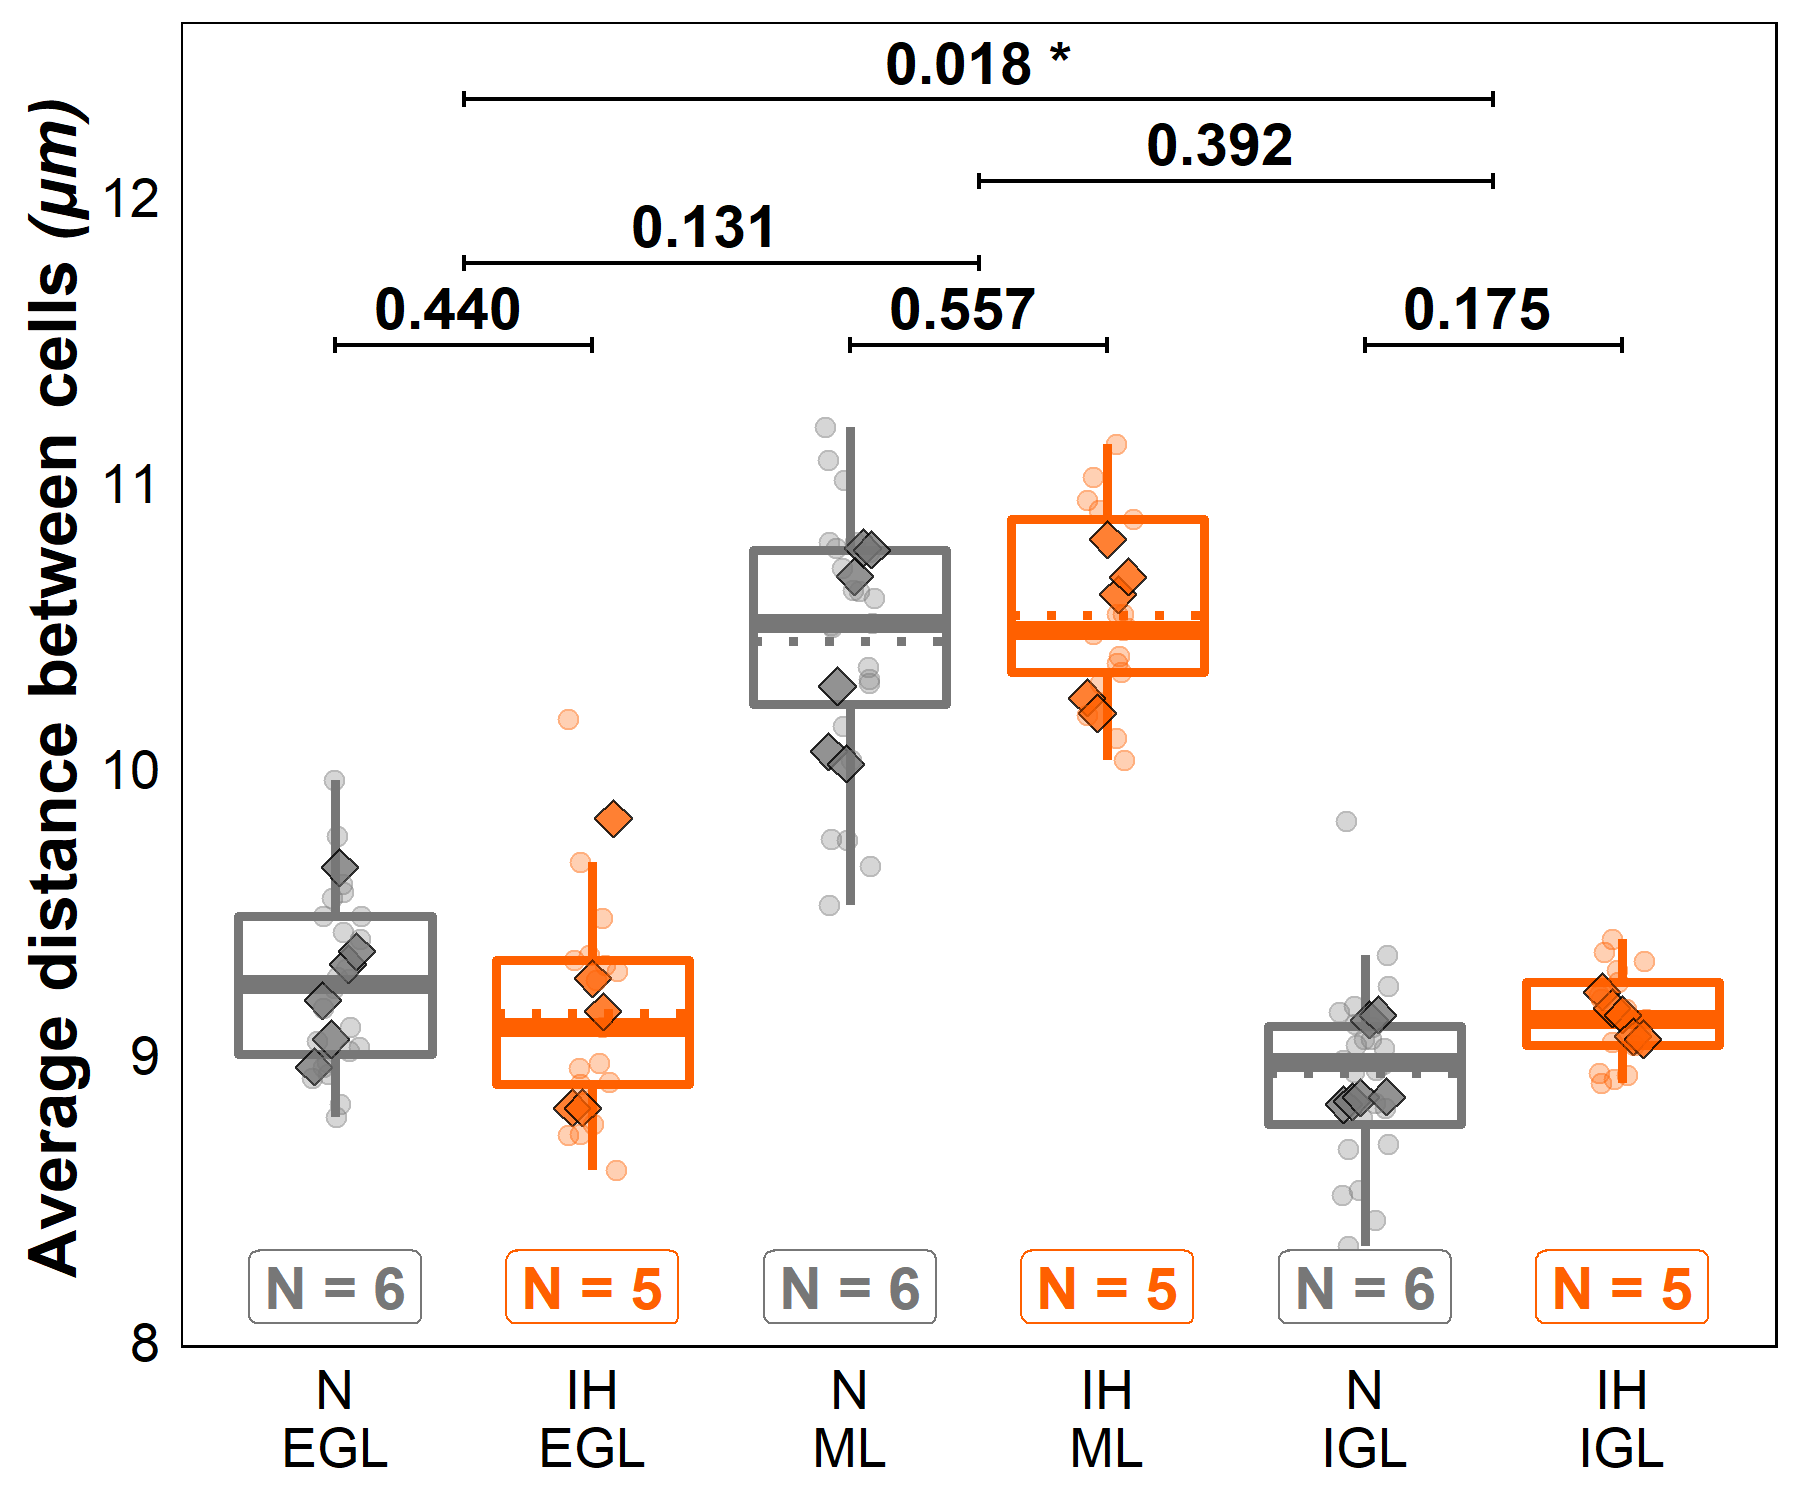 Average distance between cells (µm)
12
11
10
9
8
0.018 *
0.392
0.131
0.440
0.557
0.175
N = 6
N = 5
N = 6
N = 5
N = 6
N = 5
N
EGL
IH
EGL
N
ML
IH
ML
N
IGL
IH
IGL